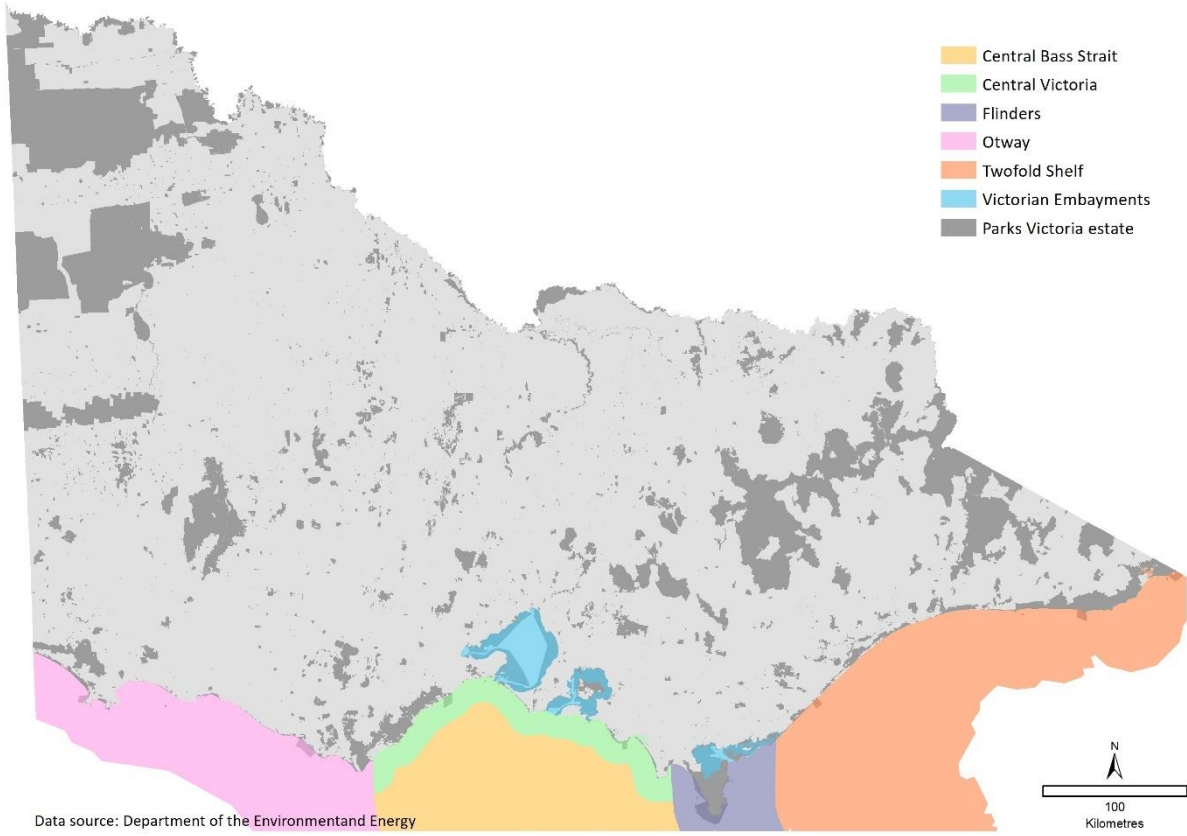 Central Bass Strait
Central Victoria
Flinders
Otway
Twofold Shelf
Victorian Embayments
Parks Victoria estate
N
100
Kilometres
Data source: Department of the Environmentand Energy